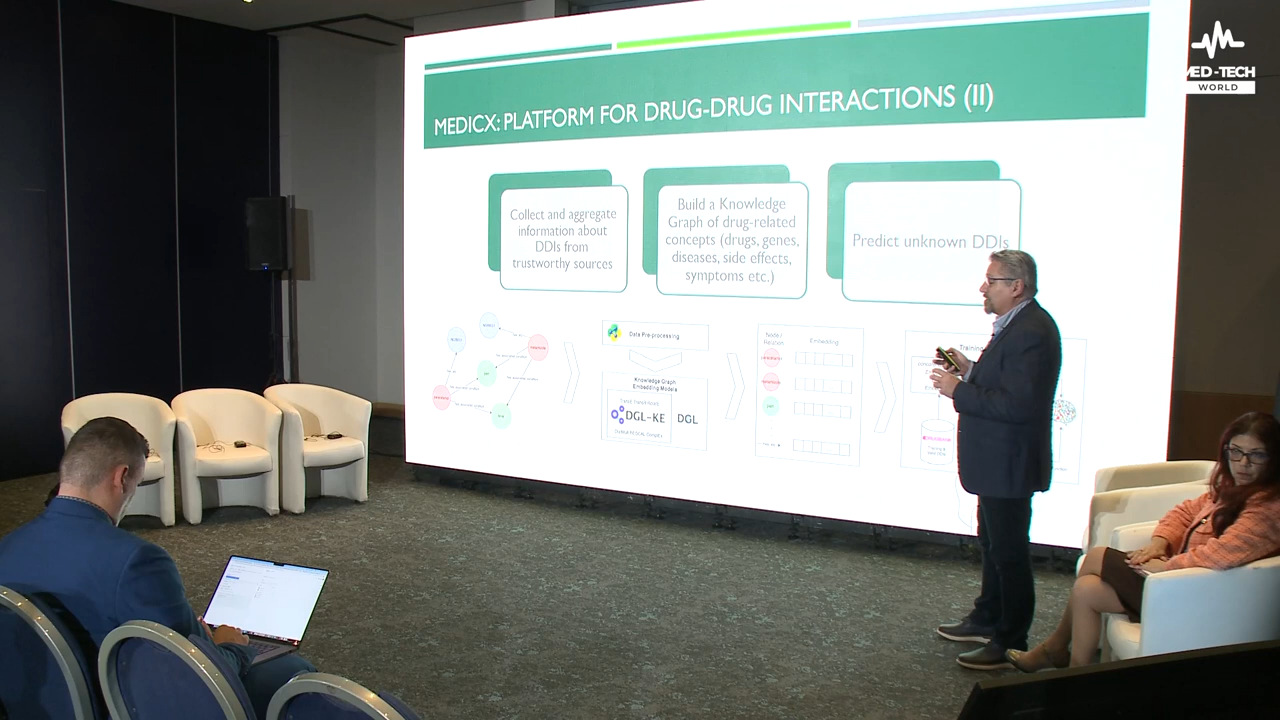 MED-TECH
WORLD
MEDICX: PLATFORM FOR DRUG-DRUG INTERACTIONS (II)
Collect and aggregate
information about
DDIs from
trustworthy sources
Build a Knowledge
Graph of drug-related
concepts (drugs, genes,
diseases, side effects,
symptoms etc.)
Predict unknown DDIs
Data Pre-processing
Knowledge Graph
Embedding Models
DGL-KE
DGL
Node /
Relation
Embedding
Training